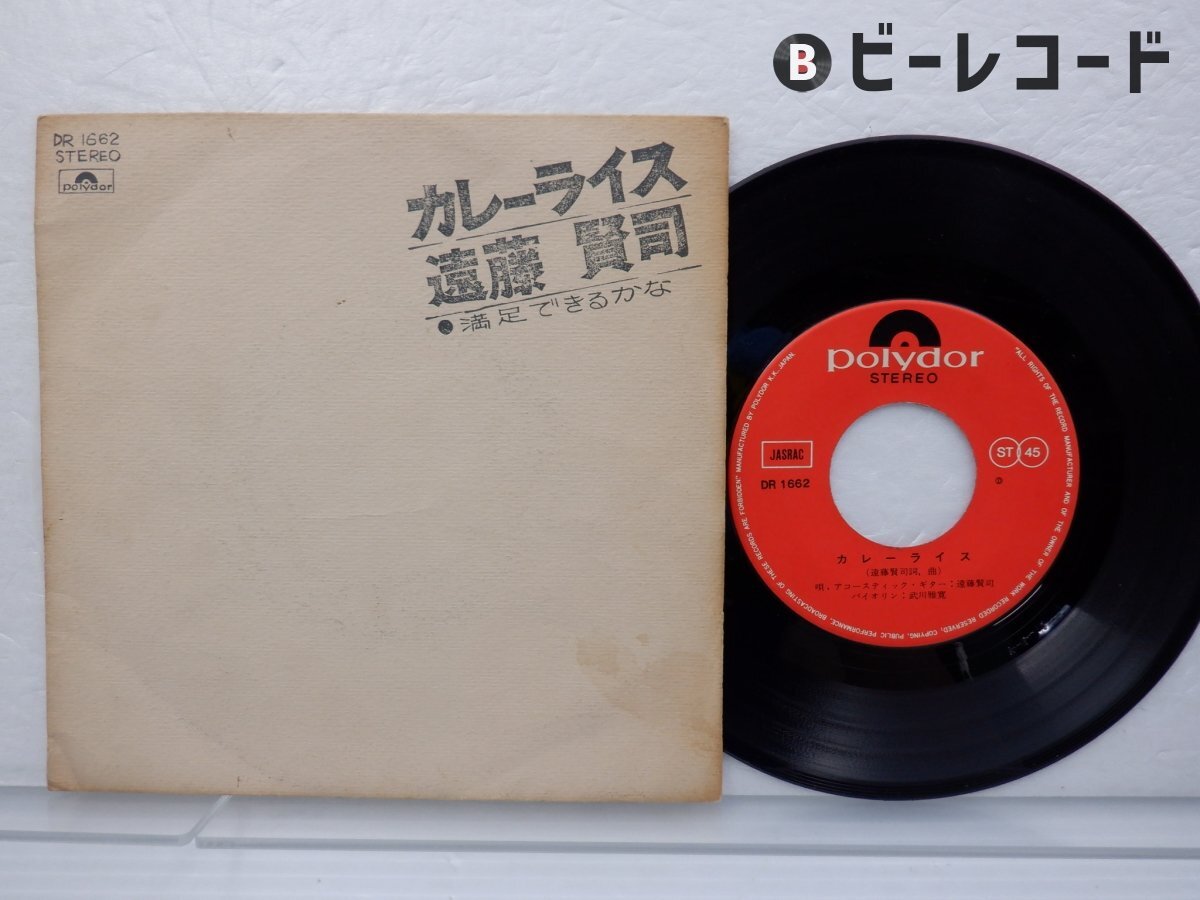 B ビーレコード
DR 1662
STEREO
polydor
カレーライス
遠藤 賢司
●満足できるかな
polydor
STEREO
JASRAC
DR 1662
ST 45
Ⓟ
カレーライス
(遠藤賢司詞、曲)
唄、アコースティック・ギター:遠藤賢司
バイオリン:武川雅寛
"ALL RIGHTS OF THE RECORD MANUFACTURER AND OF THE OWNER OF THE WORK RECORDED RESERVED, COPYING, PUBLIC PERFORMANCE, BROADCASTING OF THESE RECORDS ARE FORBIDDEN" MANUFACTURED BY POLYDOR K.K., JAPAN.